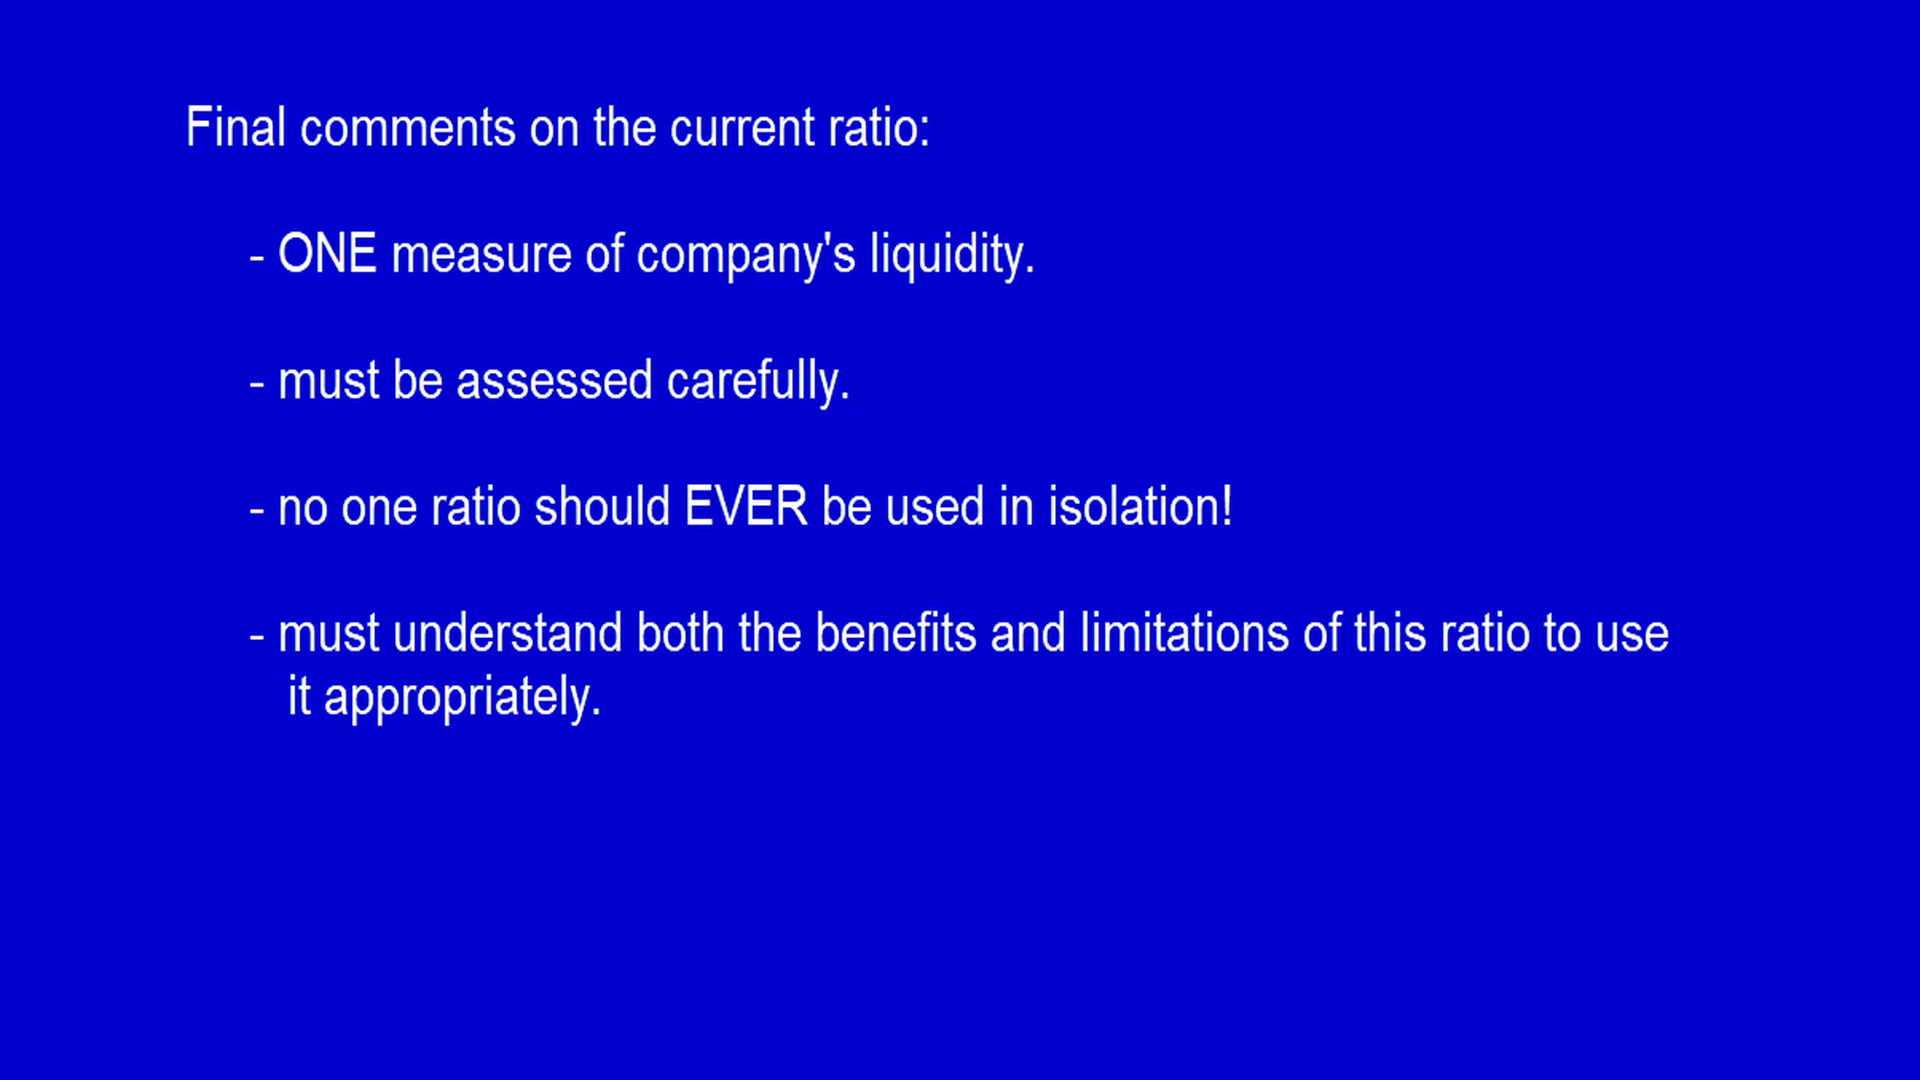 Final comments on the current ratio:
- ONE measure of company's liquidity.
- must be assessed carefully.
- no one ratio should EVER be used in isolation!
- must understand both the benefits and limitations of this ratio to use
it appropriately.